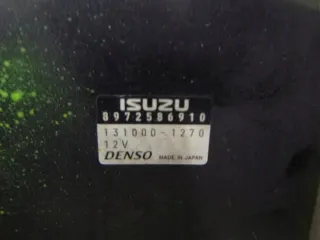 ISUZU
8972586910
131000-1270
12V
DENSO MADE IN JAPAN